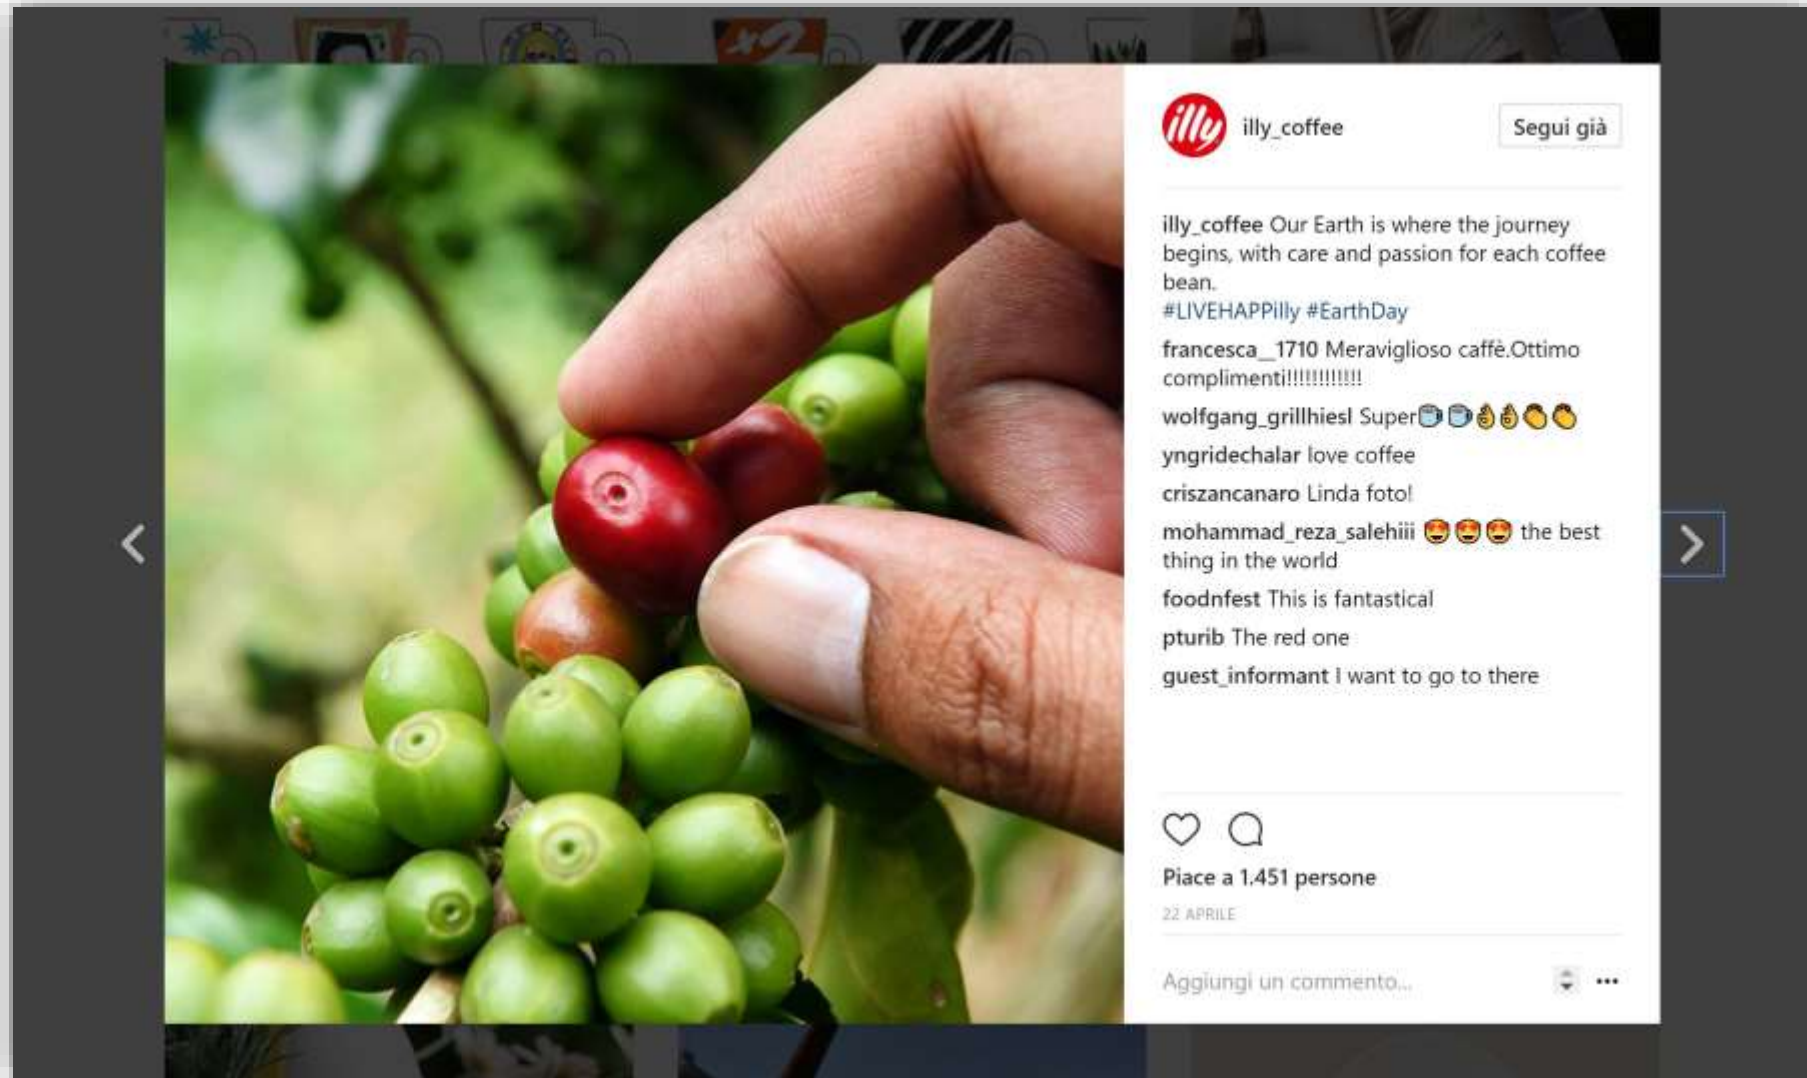 x2
illy
illy_coffee
Segui già
illy_coffee Our Earth is where the journey
begins, with care and passion for each coffee
bean.
#LIVEHAPPilly #EarthDay
francesca__1710 Meraviglioso caffè.Ottimo
complimenti!!!!!!!!!!!!
wolfgang_grillhiesl Super☕☕👌👌👏👏
yngridechalar love coffee
criszancanaro Linda foto!
mohammad_reza_salehiii 😍😍😍 the best
thing in the world
foodnfest This is fantastical
pturib The red one
guest_informant I want to go to there
Piace a 1.451 persone
22 APRILE
Aggiungi un commento...